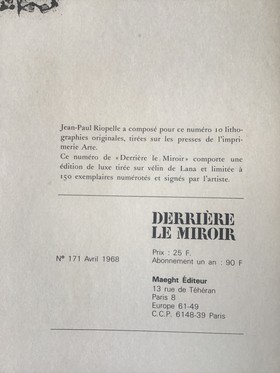 Jean-Paul Riopelle a composé pour ce numéro 10 litho-
graphies originales, tirées sur les presses de l'impri-
merie Arte.
Ce numéro de «Derrière le Miroir» comporte une
édition de luxe tirée sur vélin de Lana et limitée à
150 exemplaires numérotés et signés par l'artiste.
DERRIÈRE
LE MIROIR
N° 171 Avril 1968
Prix : 25 F.
Abonnement un an : 90 F
Maeght Éditeur
13 rue de Téhéran
Paris 8
Europe 61-49
C.C.P. 6148-39 Paris